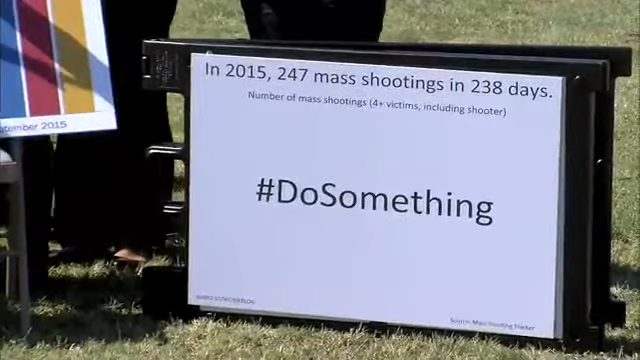 In 2015, 247 mass shootings in 238 days.
Number of mass shootings (4+ victims, including shooter)
#DoSomething
Source: Mass Shooting Tracker
2015